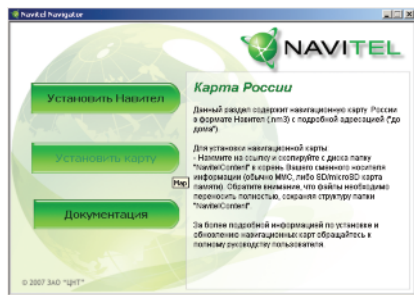 Navitel Navigator
NAVITEL
Установить Навител
Установить карту
Map
Документация
Карта России
Данный раздел содержит навигационную карту России
в формате Навител (.nm3) с подробной адресацией ("до
дома").
Для установки навигационной карты
- Нажмите на ссылку и скопируйте с диска папку
"NavitelContent" в корень Вашего сменного носителя
информации (обычно MMC, либо SD/microSD карта
памяти). Обратите внимание, что файлы необходимо
переносить полностью, сохраняя структуру папки
"NavitelContent"
За более подробной информацией по установке и
обновлению навигационных карт обращайтесь к
полному руководству пользователя.
© 2007 ЗАО "ЦНТ"